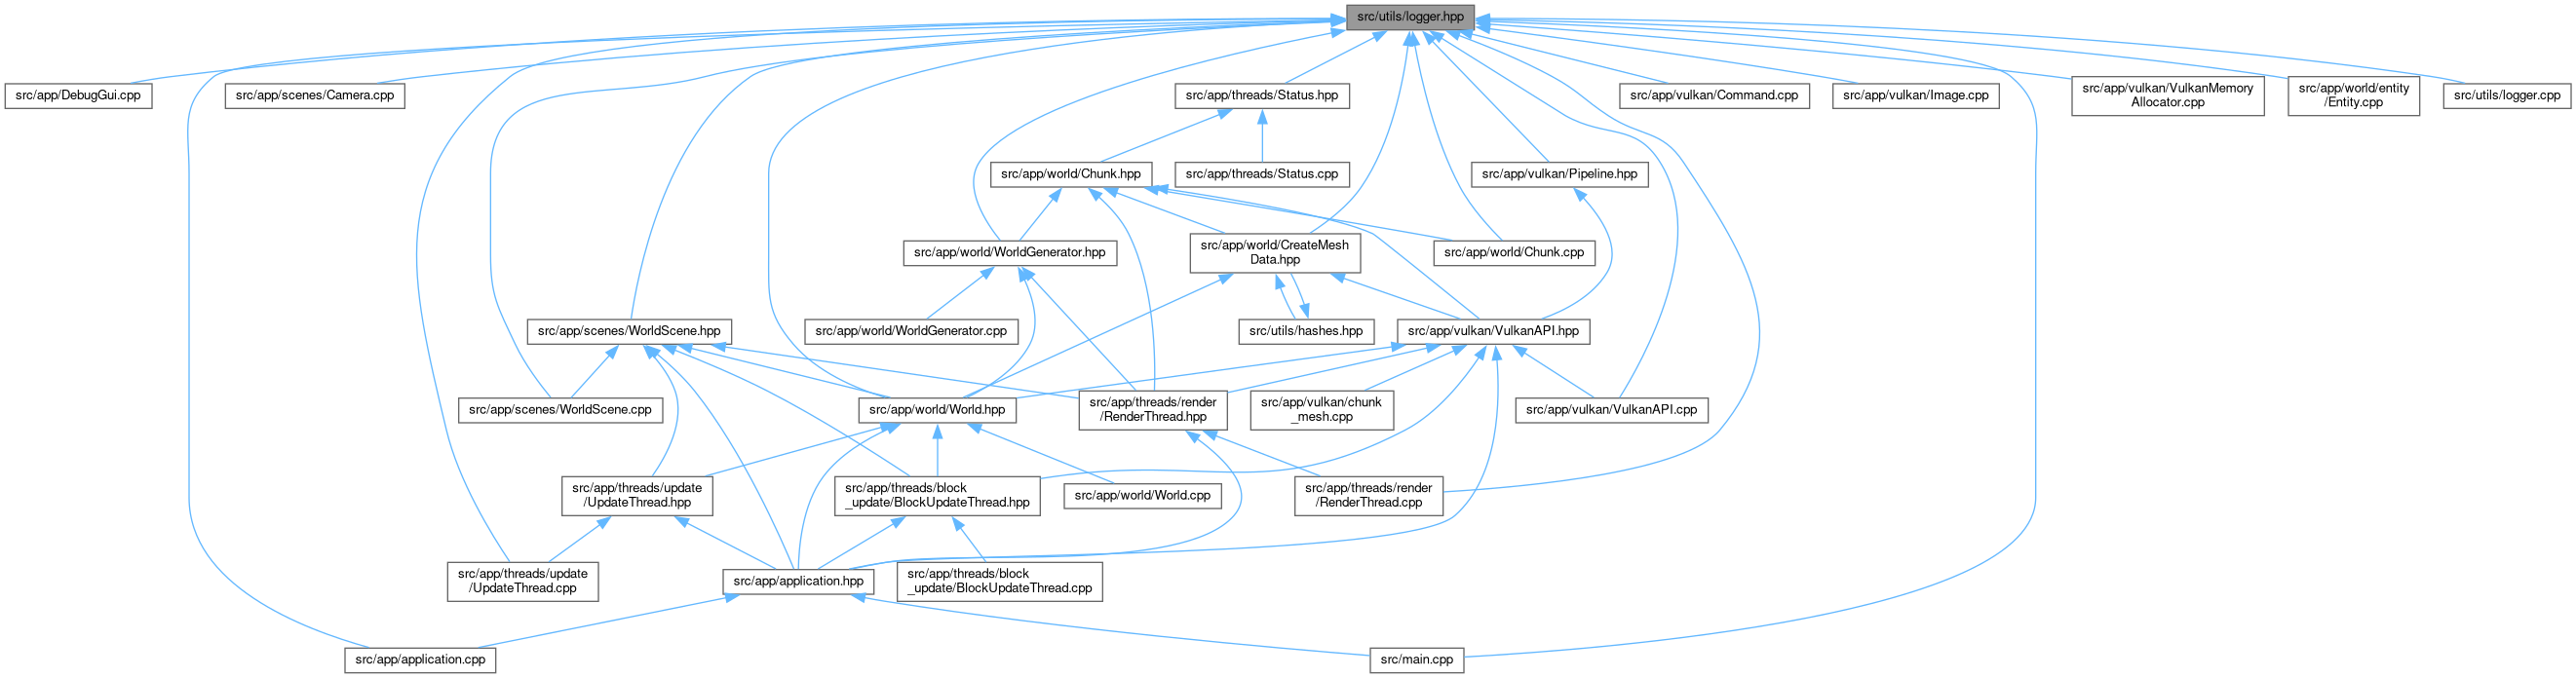 src/utils/logger.hpp
src/app/DebugGui.cpp
src/app/scenes/Camera.cpp
src/app/threads/Status.hpp
src/app/vulkan/Command.cpp
src/app/vulkan/Image.cpp
src/app/vulkan/VulkanMemory
Allocator.cpp
src/app/world/entity
/Entity.cpp
src/utils/logger.cpp
src/app/world/Chunk.hpp
src/app/threads/Status.cpp
src/app/vulkan/Pipeline.hpp
src/app/world/WorldGenerator.hpp
src/app/world/CreateMesh
Data.hpp
src/app/world/Chunk.cpp
src/app/scenes/WorldScene.hpp
src/app/world/WorldGenerator.cpp
src/utils/hashes.hpp
src/app/vulkan/VulkanAPI.hpp
src/app/scenes/WorldScene.cpp
src/app/world/World.hpp
src/app/threads/render
/RenderThread.hpp
src/app/vulkan/chunk
_mesh.cpp
src/app/vulkan/VulkanAPI.cpp
src/app/threads/update
/UpdateThread.hpp
src/app/threads/block
_update/BlockUpdateThread.hpp
src/app/world/World.cpp
src/app/threads/render
/RenderThread.cpp
src/app/threads/update
/UpdateThread.cpp
src/app/application.hpp
src/app/threads/block
_update/BlockUpdateThread.cpp
src/app/application.cpp
src/main.cpp